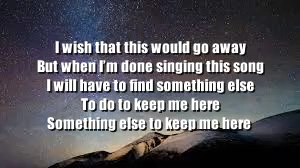 I wish that this would go away
But when I'm done singing this song
I will have to find something else
To do to keep me here
Something else to keep me here